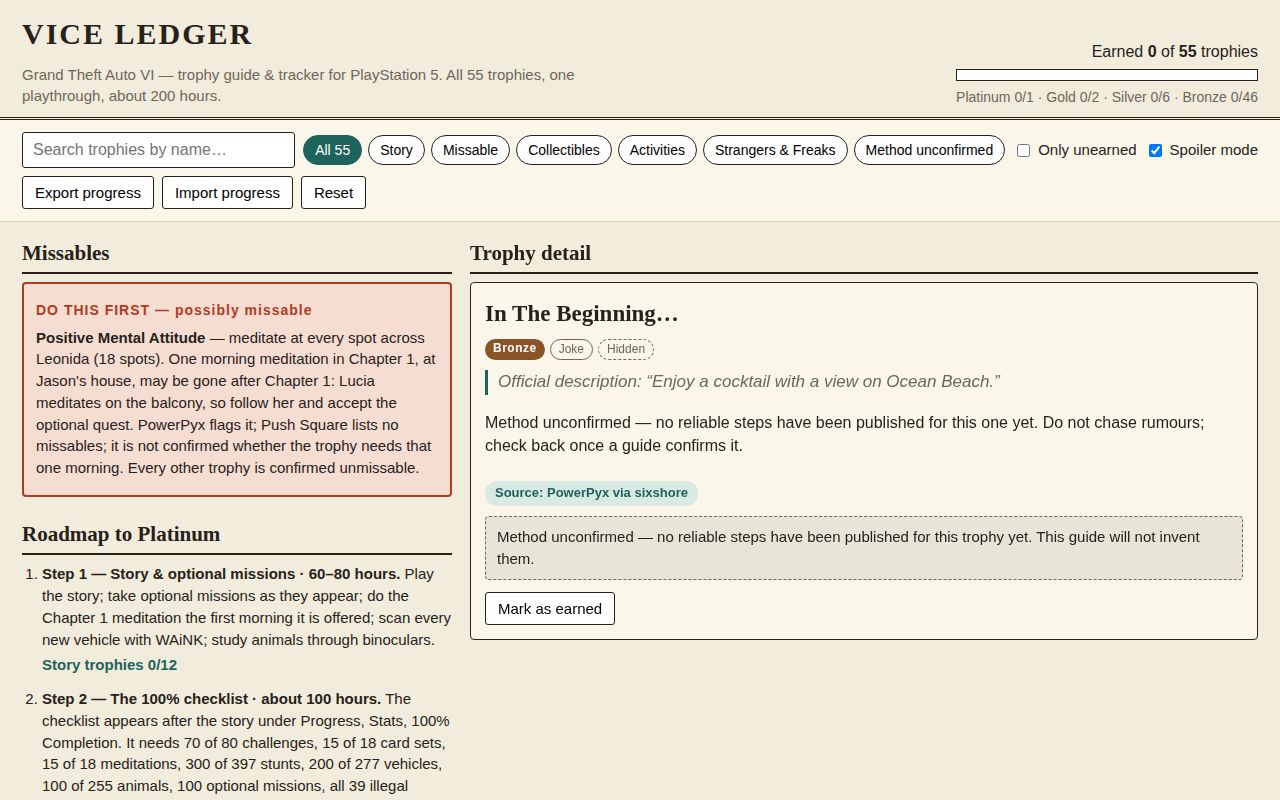 VICE LEDGER
Grand Theft Auto VI — trophy guide & tracker for PlayStation 5. All 55 trophies, one
playthrough, about 200 hours.
Earned 0 of 55 trophies
Platinum 0/1 · Gold 0/2 · Silver 0/6 · Bronze 0/46
Search trophies by name…
All 55
Story
Missable
Collectibles
Activities
Strangers & Freaks
Method unconfirmed
Only unearned
Spoiler mode
Export progress
Import progress
Reset
Missables
DO THIS FIRST — possibly missable
Positive Mental Attitude — meditate at every spot across
Leonida (18 spots). One morning meditation in Chapter 1, at
Jason's house, may be gone after Chapter 1: Lucia
meditates on the balcony, so follow her and accept the
optional quest. PowerPyx flags it; Push Square lists no
missables; it is not confirmed whether the trophy needs that
one morning. Every other trophy is confirmed unmissable.
Roadmap to Platinum
1. Step 1 — Story & optional missions · 60–80 hours. Play
the story; take optional missions as they appear; do the
Chapter 1 meditation the first morning it is offered; scan every
new vehicle with WAiNK; study animals through binoculars.
Story trophies 0/12
2. Step 2 — The 100% checklist · about 100 hours. The
checklist appears after the story under Progress, Stats, 100%
Completion. It needs 70 of 80 challenges, 15 of 18 card sets,
15 of 18 meditations, 300 of 397 stunts, 200 of 277 vehicles,
100 of 255 animals, 100 optional missions, all 39 illegal
Trophy detail
In The Beginning…
Bronze
Joke
Hidden
Official description: “Enjoy a cocktail with a view on Ocean Beach.”
Method unconfirmed — no reliable steps have been published for this one yet. Do not chase rumours;
check back once a guide confirms it.
Source: PowerPyx via sixshore
Method unconfirmed — no reliable steps have been published for this trophy yet. This guide will not invent
them.
Mark as earned